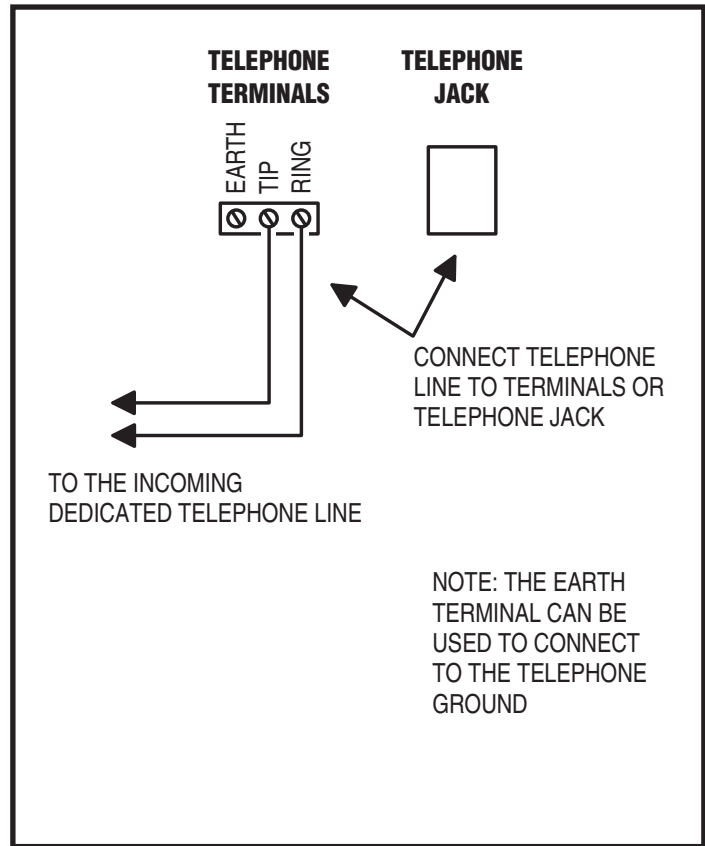 TELEPHONE
TERMINALS
TELEPHONE
JACK
EARTH
TIP
RING
CONNECT TELEPHONE
LINE TO TERMINALS OR
TELEPHONE JACK
TO THE INCOMING
DEDICATED TELEPHONE LINE
NOTE: THE EARTH
TERMINAL CAN BE
USED TO CONNECT
TO THE TELEPHONE
GROUND